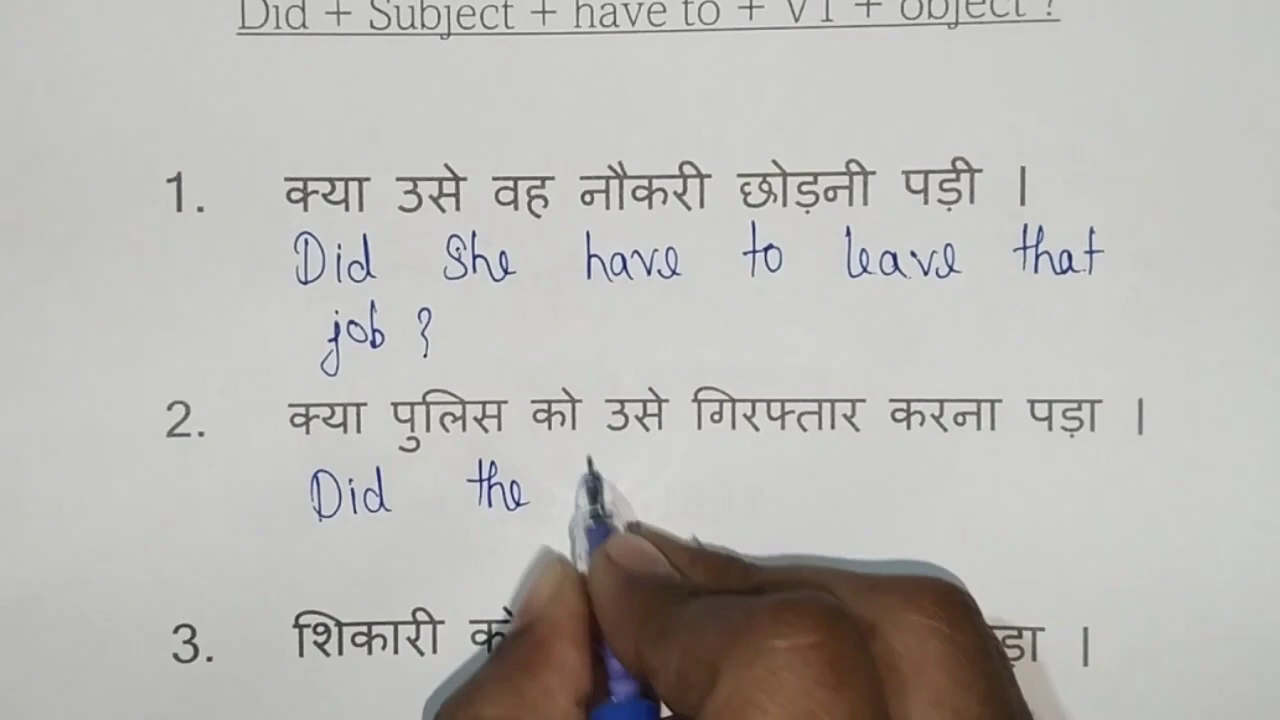 Did + Subject + have to + V1 + object ?
1. क्या उसे वह नौकरी छोड़नी पड़ी ।
Did she have to leave that
job ?
2. क्या पुलिस को उसे गिरफ्तार करना पड़ा ।
Did the
3. शिकारी